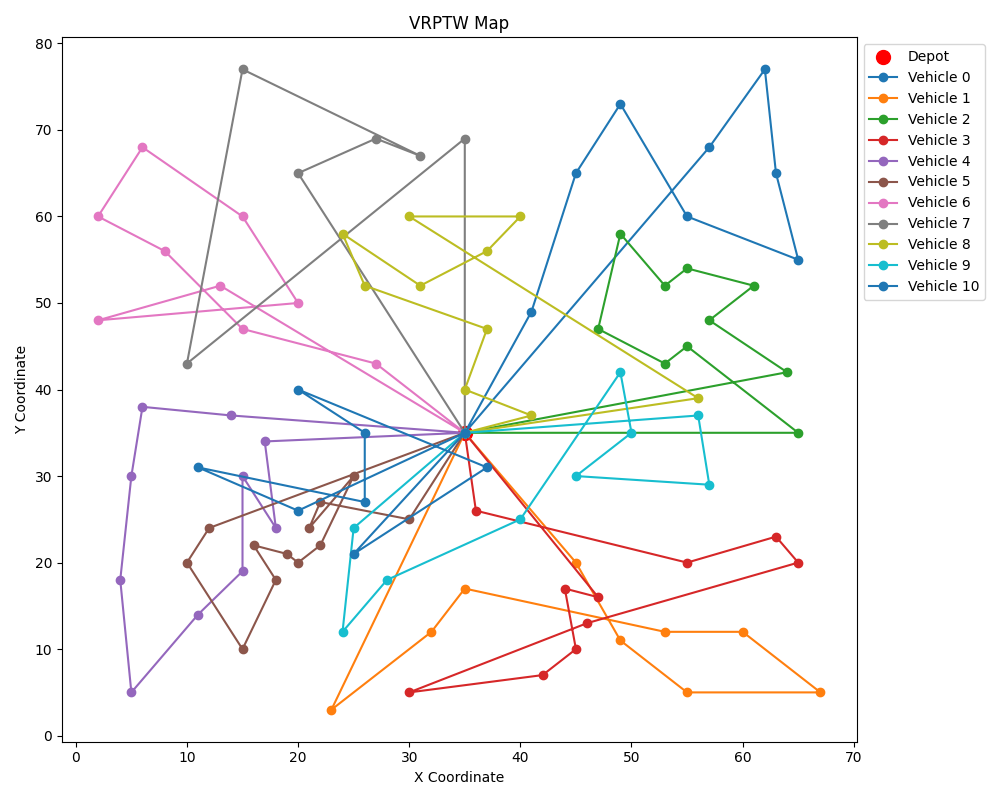 VRPTW Map
Y Coordinate
80
70
60
50
40
30
20
10
0
0 10 20 30 40 50 60 70
X Coordinate
Depot
Vehicle 0
Vehicle 1
Vehicle 2
Vehicle 3
Vehicle 4
Vehicle 5
Vehicle 6
Vehicle 7
Vehicle 8
Vehicle 9
Vehicle 10